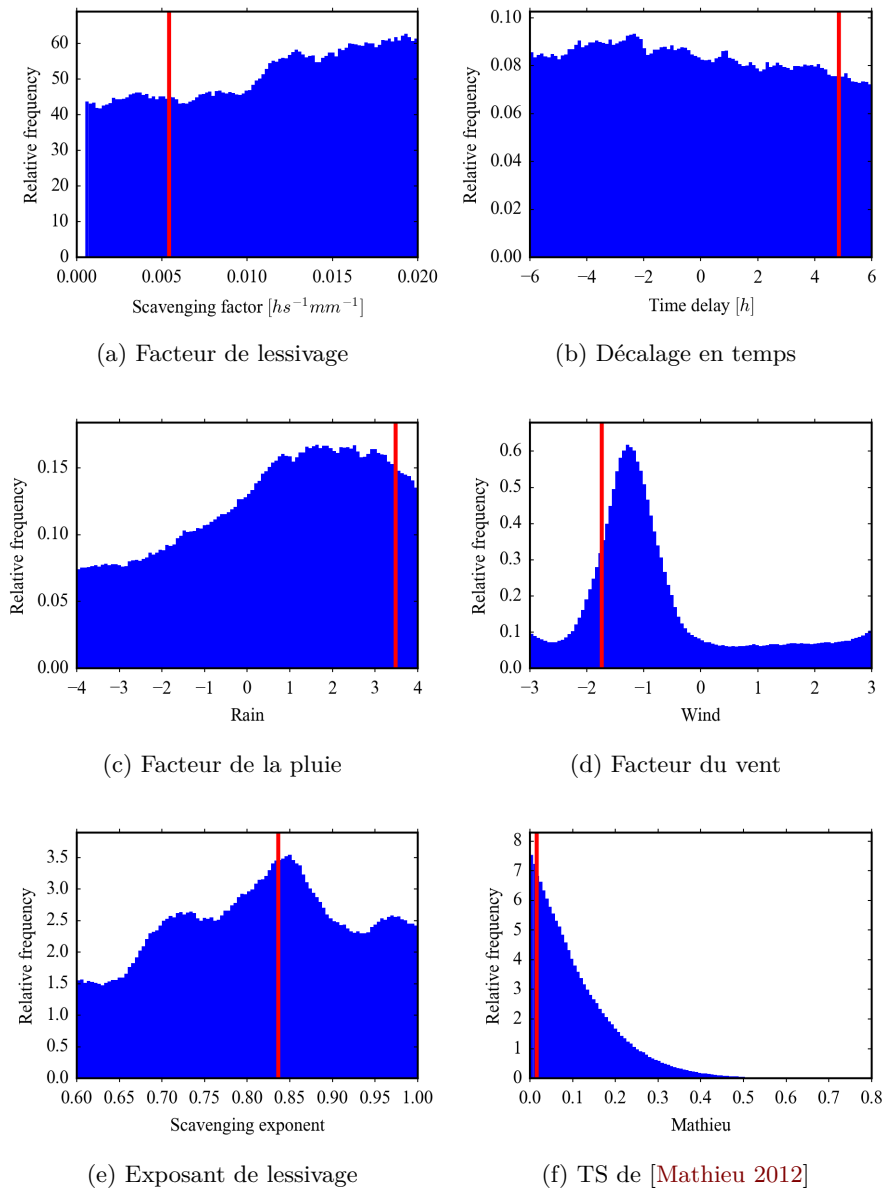 Relative frequency
60
50
40
30
20
10
0
0.000 0.005 0.010 0.015 0.020
Scavenging factor [hs⁻¹mm⁻¹]
(a) Facteur de lessivage
Relative frequency
0.10
0.08
0.06
0.04
0.02
0.00
−6 −4 −2 0 2 4 6
Time delay [h]
(b) Décalage en temps
Relative frequency
0.15
0.10
0.05
0.00
−4 −3 −2 −1 0 1 2 3 4
Rain
(c) Facteur de la pluie
Relative frequency
0.6
0.5
0.4
0.3
0.2
0.1
0.0
−3 −2 −1 0 1 2 3
Wind
(d) Facteur du vent
Relative frequency
3.5
3.0
2.5
2.0
1.5
1.0
0.5
0.0
0.60 0.65 0.70 0.75 0.80 0.85 0.90 0.95 1.00
Scavenging exponent
(e) Exposant de lessivage
Relative frequency
8
7
6
5
4
3
2
1
0
0.0 0.1 0.2 0.3 0.4 0.5 0.6 0.7 0.8
Mathieu
(f) TS de [Mathieu 2012]